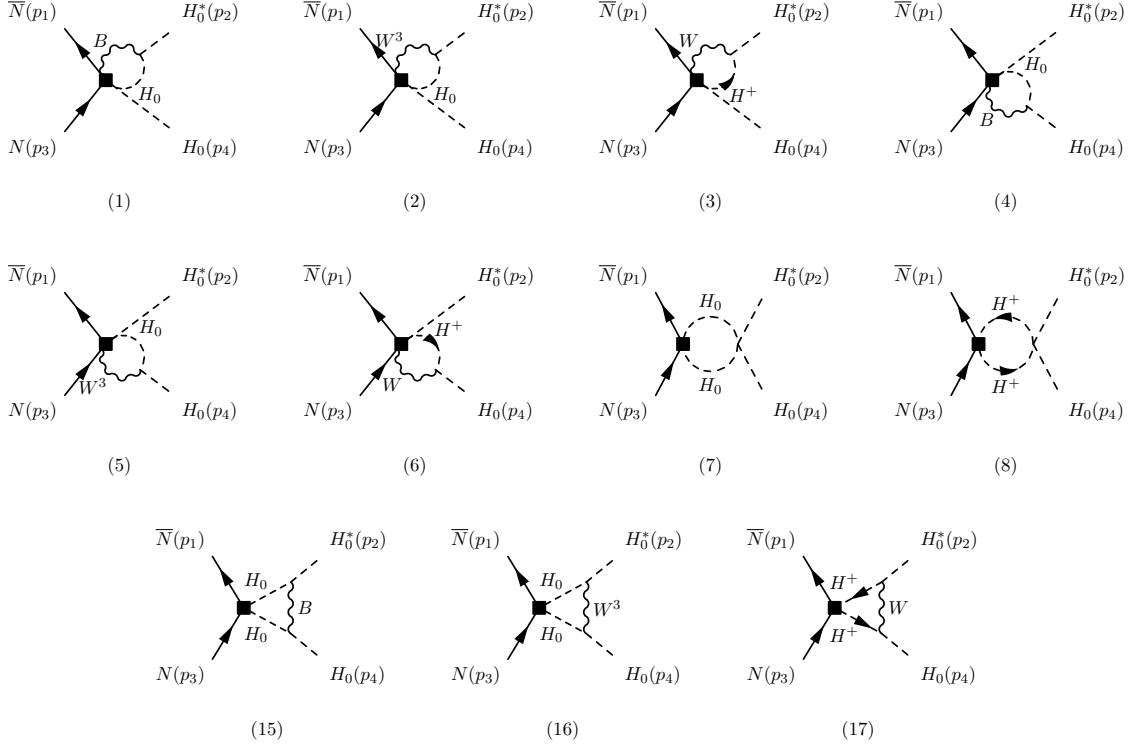 N̅(p₁) H₀*(p₂) N̅(p₁) H₀*(p₂) N̅(p₁) H₀*(p₂) N̅(p₁) H₀*(p₂)
B W³ W H₀
H₀ H₀ H⁺ B
N(p₃) H₀(p₄) N(p₃) H₀(p₄) N(p₃) H₀(p₄) N(p₃) H₀(p₄)
(1) (2) (3) (4)
N̅(p₁) H₀*(p₂) N̅(p₁) H₀*(p₂) N̅(p₁) H₀*(p₂) N̅(p₁) H₀*(p₂)
H₀ H⁺ H₀ H⁺
W³ W H₀ H⁺
N(p₃) H₀(p₄) N(p₃) H₀(p₄) N(p₃) H₀(p₄) N(p₃) H₀(p₄)
(5) (6) (7) (8)
N̅(p₁) H₀*(p₂) N̅(p₁) H₀*(p₂) N̅(p₁) H₀*(p₂)
H₀ H₀ H⁺
B W³ W
H₀ H₀ H⁺
N(p₃) H₀(p₄) N(p₃) H₀(p₄) N(p₃) H₀(p₄)
(15) (16) (17)